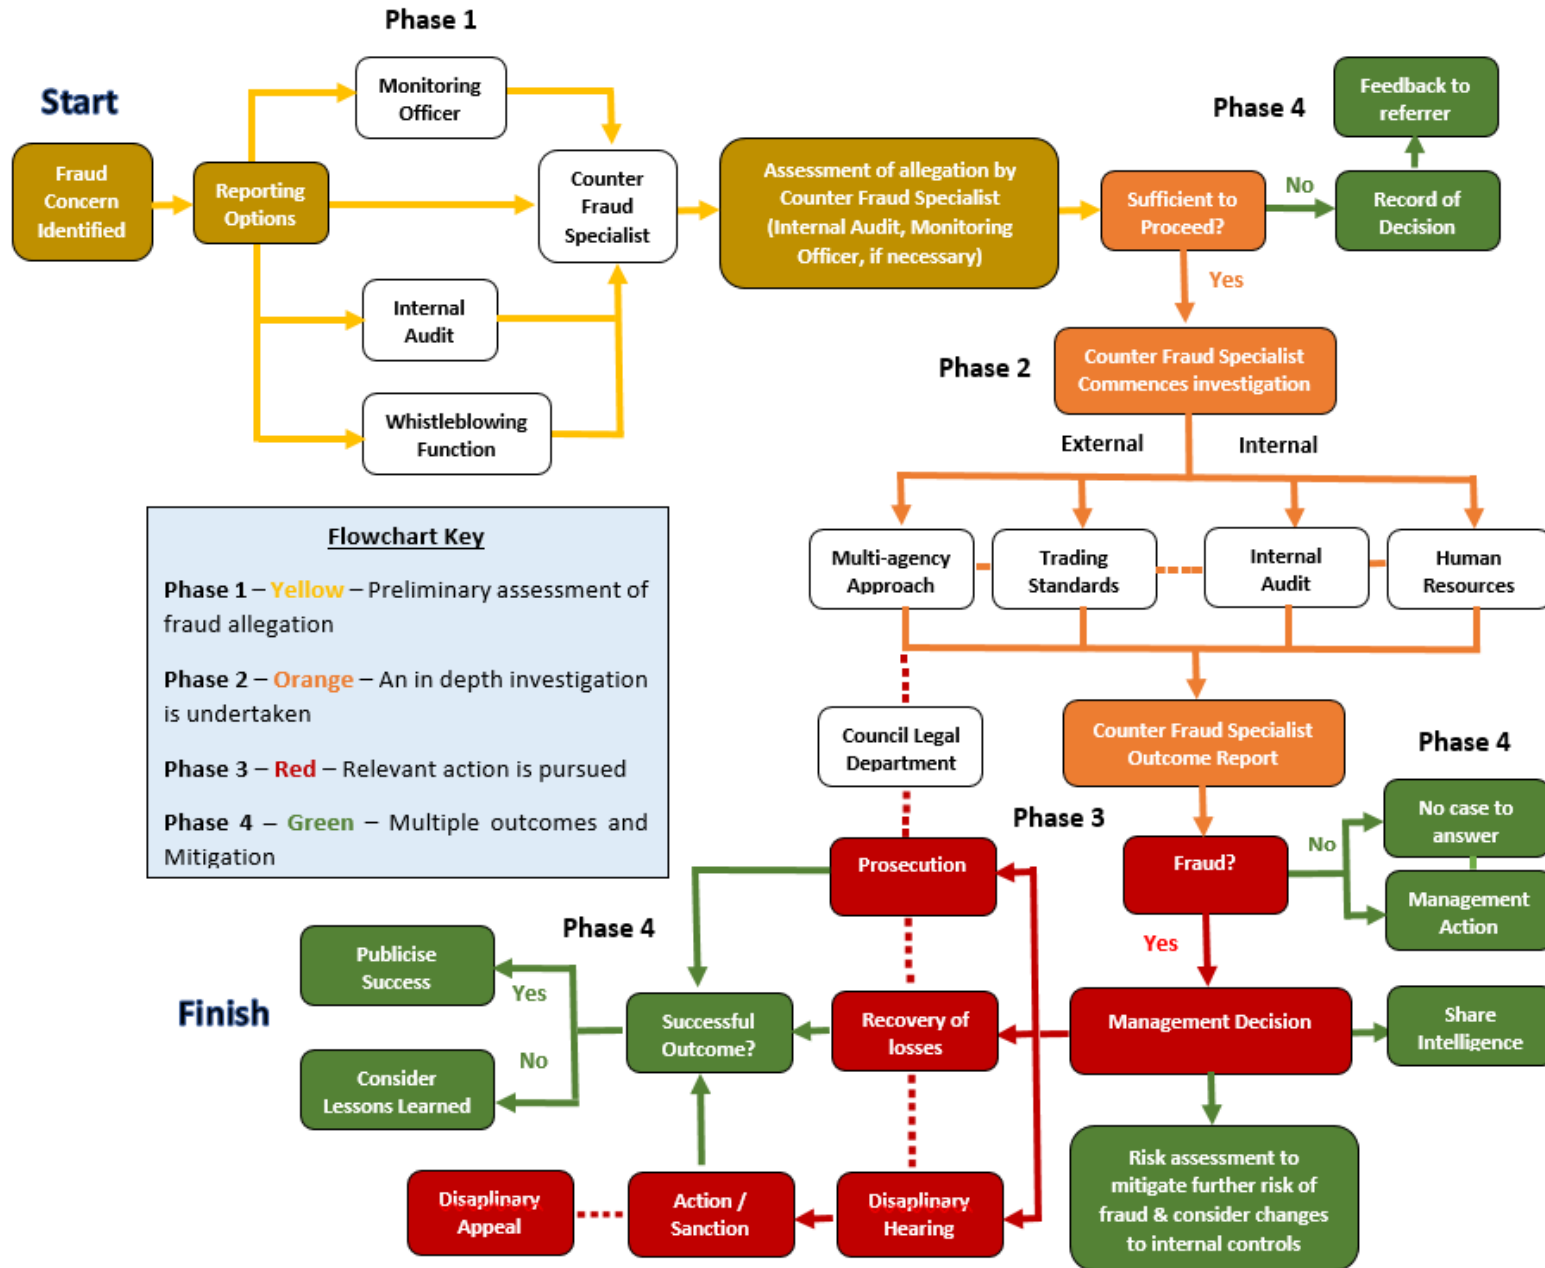 Phase 1
Start
Fraud
Concern
Identified
Reporting
Options
Monitoring
Officer
Counter
Fraud
Specialist
Internal
Audit
Whistleblowing
Function
Assessment of allegation by
Counter Fraud Specialist
(Internal Audit, Monitoring
Officer, if necessary)
Sufficient to
Proceed?
No
Phase 4
Feedback to
referrer
Record of
Decision
Yes
Phase 2
Counter Fraud Specialist
Commences investigation
External
Internal
Multi-agency
Approach
Trading
Standards
Internal
Audit
Human
Resources
Flowchart Key
Phase 1 – Yellow – Preliminary assessment of
fraud allegation
Phase 2 – Orange – An in depth investigation
is undertaken
Phase 3 – Red – Relevant action is pursued
Phase 4 – Green – Multiple outcomes and
Mitigation
Council Legal
Department
Counter Fraud Specialist
Outcome Report
Phase 4
No case to
answer
Management
Action
No
Phase 3
Fraud?
Yes
Prosecution
Management Decision
Share
Intelligence
Risk assessment to
mitigate further risk of
fraud & consider changes
to internal controls
Recovery of
losses
Disaplinary
Hearing
Action /
Sanction
Disaplinary
Appeal
Phase 4
Successful
Outcome?
Yes
No
Publicise
Success
Consider
Lessons Learned
Finish